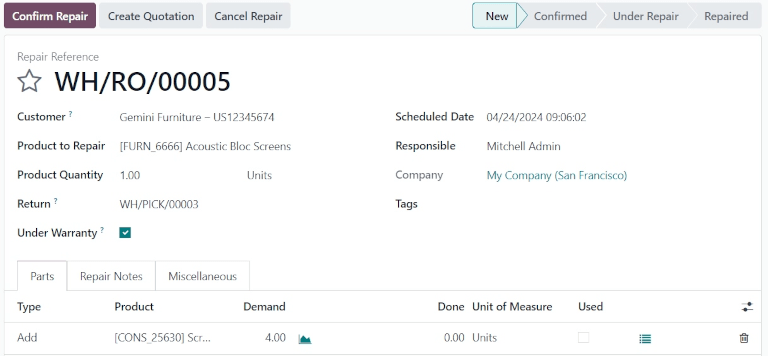 Confirm Repair Create Quotation Cancel Repair New Confirmed Under Repair Repaired
Repair Reference
WH/RO/00005
Customer ? Gemini Furniture – US12345674 Scheduled Date 04/24/2024 09:06:02
Product to Repair [FURN_6666] Acoustic Bloc Screens Responsible Mitchell Admin
Product Quantity 1.00 Units Company My Company (San Francisco)
Return ? WH/PICK/00003 Tags
Under Warranty ?
Parts Repair Notes Miscellaneous
Type Product Demand Done Unit of Measure Used
Add [CONS_25630] Scr... 4.00 0.00 Units